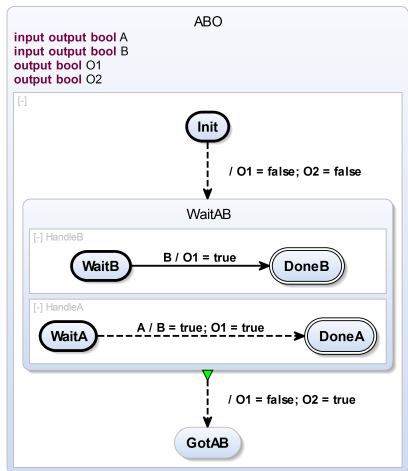 ABO
input output bool A
input output bool B
output bool O1
output bool O2
[-]
Init
/ O1 = false; O2 = false
WaitAB
[-] HandleB
WaitB
B / O1 = true
DoneB
[-] HandleA
WaitA
A / B = true; O1 = true
DoneA
/ O1 = false; O2 = true
GotAB